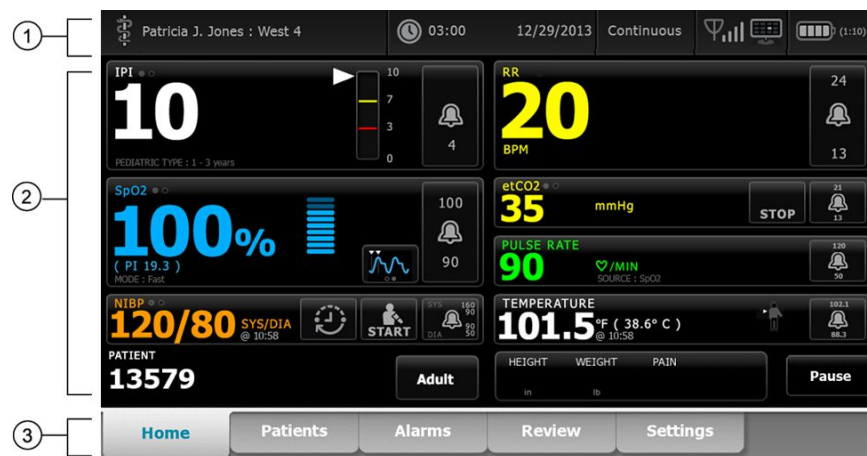 1
Patricia J. Jones : West 4
03:00
12/29/2013
Continuous
(1:10)
2
IPI
10
PEDIATRIC TYPE : 1 - 3 years
10
7
3
0
4
RR
20
BPM
24
13
SpO2
100%
( PI 19.3 )
MODE : Fast
100
90
etCO2
35 mmHg
STOP
21
13
PULSE RATE
90 /MIN
SOURCE : SpO2
120
50
NIBP
120/80 SYS/DIA
@ 10:58
START
SYS 160
90
DIA 90
50
TEMPERATURE
101.5 °F ( 38.6° C )
@ 10:58
102.1
88.3
PATIENT
13579
Adult
HEIGHT WEIGHT PAIN
in lb
Pause
3
Home Patients Alarms Review Settings